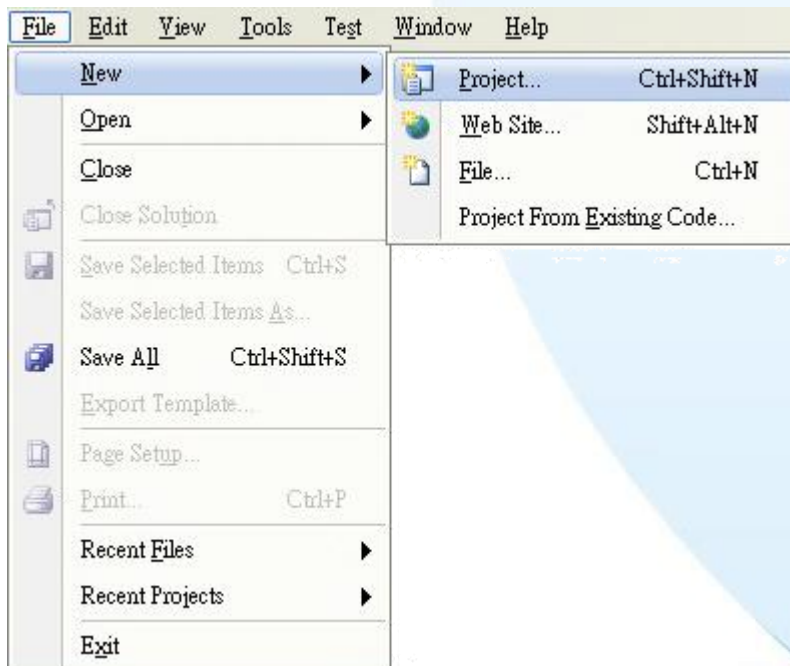 File Edit View Tools Test Window Help
New
Open
Close
Close Solution
Save Selected Items Ctrl+S
Save Selected Items As...
Save All Ctrl+Shift+S
Export Template...
Page Setup...
Print... Ctrl+P
Recent Files
Recent Projects
Exit
Project... Ctrl+Shift+N
Web Site... Shift+Alt+N
File... Ctrl+N
Project From Existing Code...